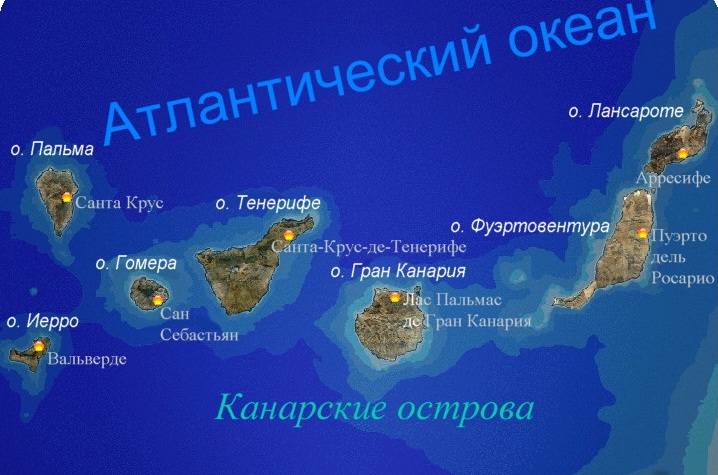 Атлантический океан
о. Лансароте
Арресифе
о. Пальма
Санта Крус
о. Тенерифе
Санта-Крус-де-Тенерифе
о. Фуэртовентура
Пуэрто
дель
Росарио
о. Гомера
Сан
Себастьян
о. Гран Канария
Лас Пальмас
де Гран Канария
о. Иерро
Вальверде
Канарские острова